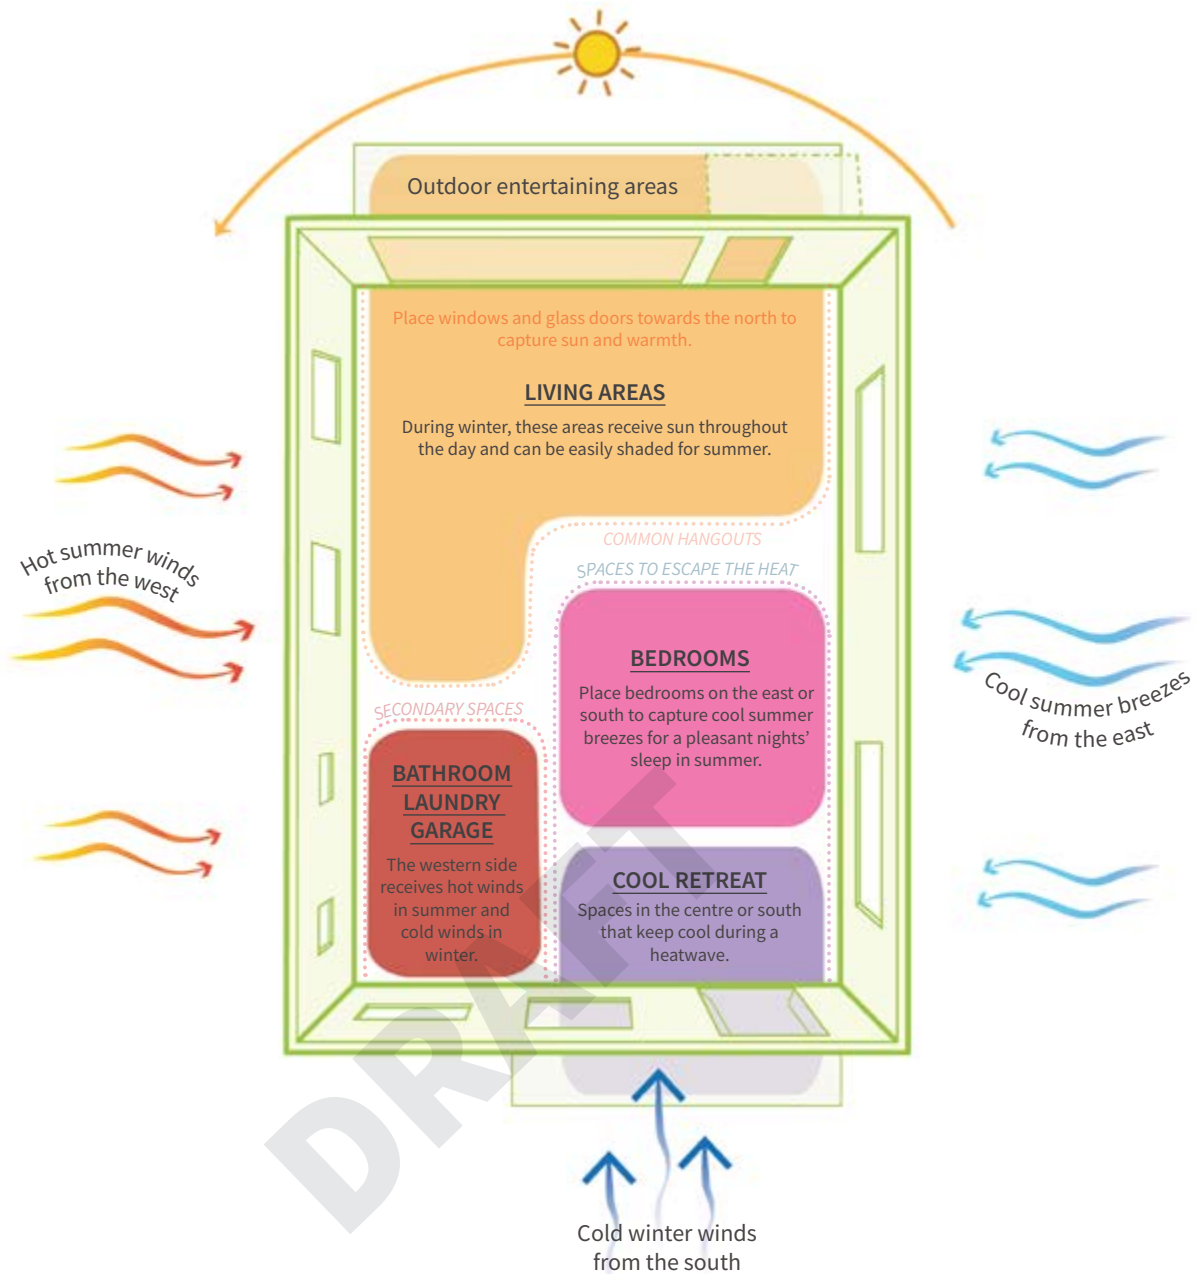 Outdoor entertaining areas
Place windows and glass doors towards the north to
capture sun and warmth.
LIVING AREAS
During winter, these areas receive sun throughout
the day and can be easily shaded for summer.
COMMON HANGOUTS
SPACES TO ESCAPE THE HEAT
Hot summer winds
from the west
BEDROOMS
Place bedrooms on the east or
south to capture cool summer
breezes for a pleasant nights’
sleep in summer.
Cool summer breezes
from the east
SECONDARY SPACES
BATHROOM
LAUNDRY
GARAGE
The western side
receives hot winds
in summer and
cold winds in
winter.
COOL RETREAT
Spaces in the centre or south
that keep cool during a
heatwave.
DRAFT
Cold winter winds
from the south